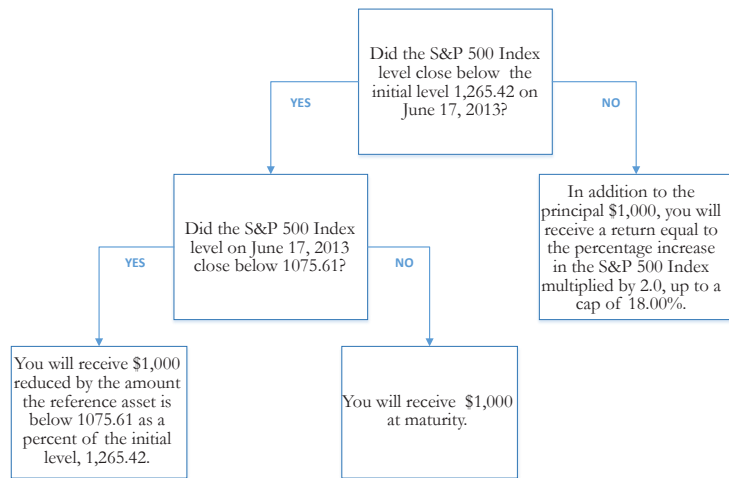 Did the S&P 500 Index
level close below the
initial level 1,265.42 on
June 17, 2013?
YES
NO
Did the S&P 500 Index
level on June 17, 2013
close below 1075.61?
In addition to the
principal $1,000, you will
receive a return equal to
the percentage increase
in the S&P 500 Index
multiplied by 2.0, up to a
cap of 18.00%.
YES
NO
You will receive $1,000
reduced by the amount
the reference asset is
below 1075.61 as a
percent of the initial
level, 1,265.42.
You will receive $1,000
at maturity.